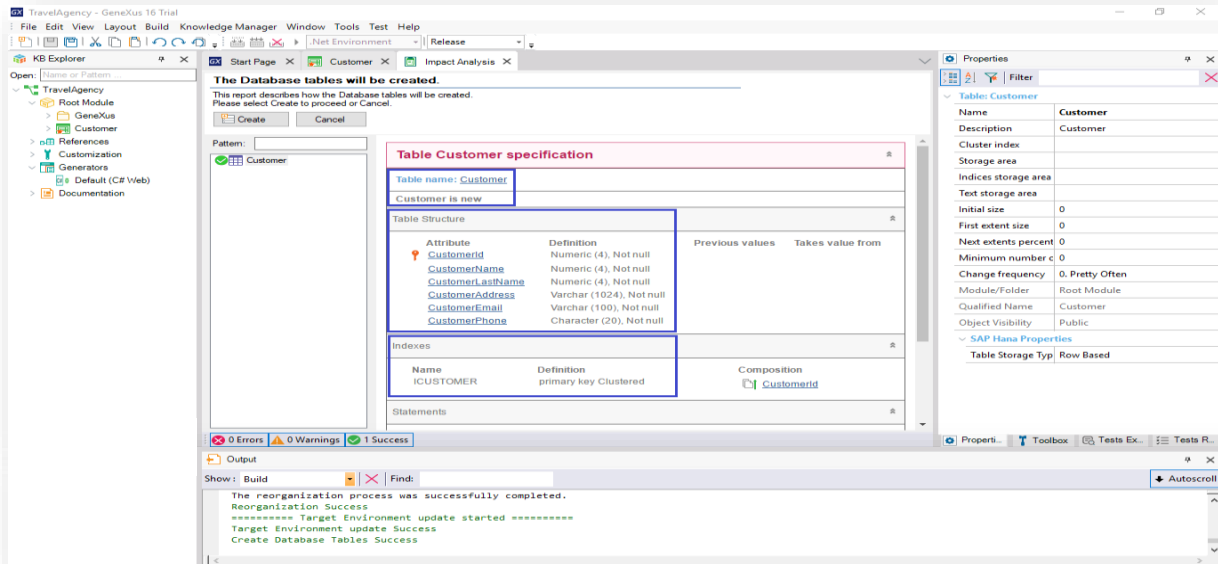 TravelAgency - GeneXus 16 Trial
File Edit View Layout Build Knowledge Manager Window Tools Test Help
.Net Environment Release
KB Explorer
Open: Name or Pattern ...
TravelAgency
Root Module
GeneXus
Customer
References
Customization
Generators
Default (C# Web)
Documentation
Start Page Customer Impact Analysis
The Database tables will be created.
This report describes how the Database tables will be created.
Please select Create to proceed or Cancel.
Create Cancel
Pattern:
Customer
Table Customer specification
Table name: Customer
Customer is new
Table Structure
Attribute Definition Previous values Takes value from
CustomerId Numeric (4), Not null
CustomerName Numeric (4), Not null
CustomerLastName Numeric (4), Not null
CustomerAddress Varchar (1024), Not null
CustomerEmail Varchar (100), Not null
CustomerPhone Character (20), Not null
Indexes
Name Definition Composition
ICUSTOMER primary key Clustered CustomerId
Statements
0 Errors 0 Warnings 1 Success
Output
Show: Build Find:
Autoscroll
The reorganization process was successfully completed.
Reorganization Success
========== Target Environment update started ==========
Target Environment update Success
Create Database Tables Success
Properties
Filter
Table: Customer
Name Customer
Description Customer
Cluster index
Storage area
Indices storage area
Text storage area
Initial size 0
First extent size 0
Next extents percent 0
Minimum number c 0
Change frequency 0. Pretty Often
Module/Folder Root Module
Qualified Name Customer
Object Visibility Public
SAP Hana Properties
Table Storage Typ Row Based
Properti... Toolbox Tests Ex... Tests R...